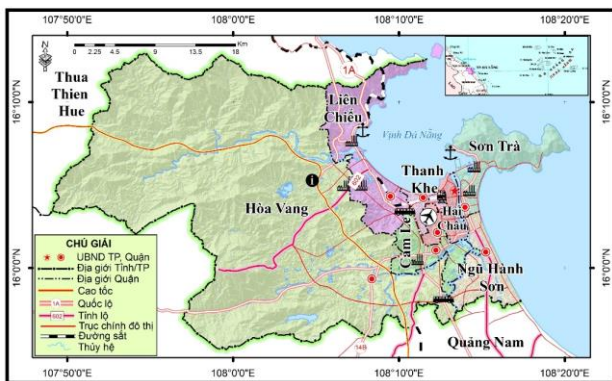 107°50'0"E
108°0'0"E
108°10'0"E
108°20'0"E
N
0 2.25 4.5 9 13.5 18
Km
Thua
Thien
Hue
1A
Liên
Chiểu
16°10'0"N
16°10'0"N
Vịnh Đà Nẵng
Sơn Trà
Thanh
Khe
602
Hải
Châu
Hòa Vang
Cẩm Lệ
Ngũ Hành
Sơn
16°0'0"N
16°0'0"N
CHÚ GIẢI
UBND TP, Quận
Địa giới Tỉnh/TP
Địa giới Quận
Cao tốc
1A Quốc lộ
602 Tỉnh lộ
Trục chính đô thị
Đường sắt
Thủy hệ
14B
Quảng Nam
107°50'0"E
108°0'0"E
108°10'0"E
108°20'0"E